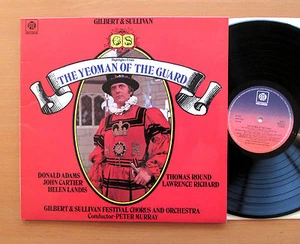 GILBERT & SULLIVAN
GS
Highlights From
THE YEOMAN OF THE GUARD
DONALD ADAMS
JOHN CARTIER
HELEN LANDIS
THOMAS ROUND
LAWRENCE RICHARD
GILBERT & SULLIVAN FESTIVAL CHORUS AND ORCHESTRA
Conductor-PETER MURRAY